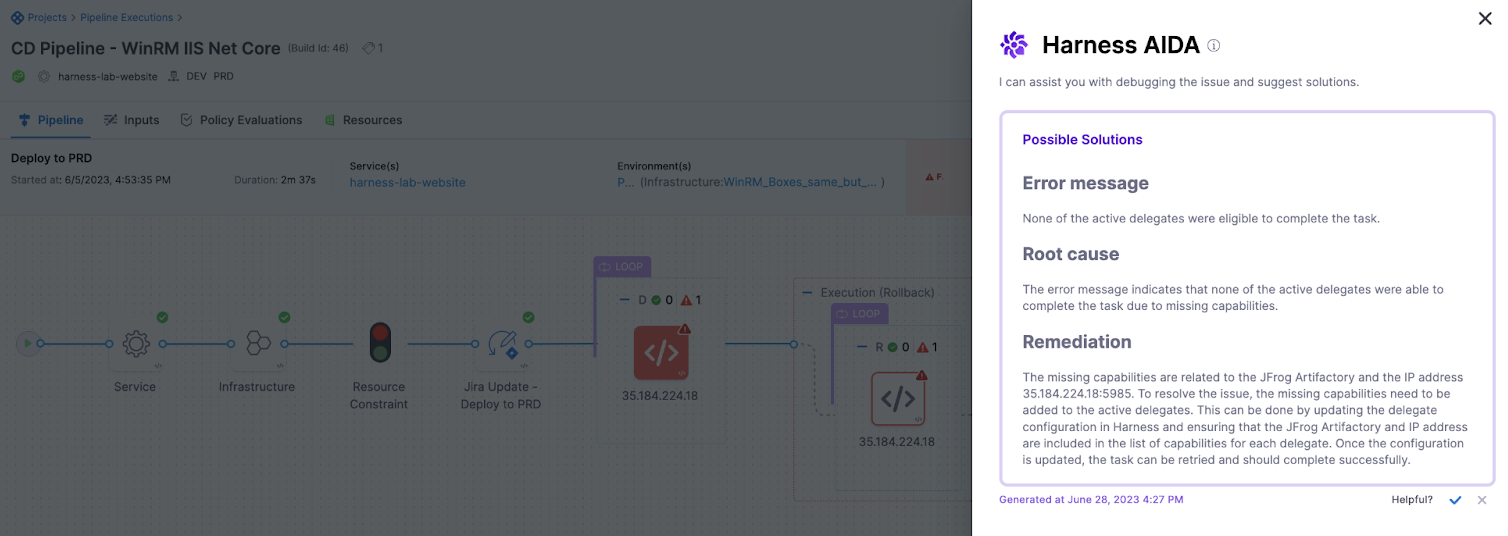 Projects > Pipeline Executions >
CD Pipeline - WinRM IIS Net Core (Build Id: 46) 1
harness-lab-website DEV PRD
Pipeline Inputs Policy Evaluations Resources
Deploy to PRD
Started at: 6/5/2023, 4:53:35 PM Duration: 2m 37s
Service(s)
harness-lab-website
Environment(s)
P... (Infrastructure:WinRM_Boxes_same_but_... )
F
LOOP
D 0 1
35.184.224.18
Execution (Rollback)
LOOP
R 0 1
35.184.224.18
Service
Infrastructure
Resource
Constraint
Jira Update -
Deploy to PRD
Harness AIDA
I can assist you with debugging the issue and suggest solutions.
Possible Solutions
Error message
None of the active delegates were eligible to complete the task.
Root cause
The error message indicates that none of the active delegates were able to
complete the task due to missing capabilities.
Remediation
The missing capabilities are related to the JFrog Artifactory and the IP address
35.184.224.18:5985. To resolve the issue, the missing capabilities need to be
added to the active delegates. This can be done by updating the delegate
configuration in Harness and ensuring that the JFrog Artifactory and IP address
are included in the list of capabilities for each delegate. Once the configuration
is updated, the task can be retried and should complete successfully.
Generated at June 28, 2023 4:27 PM
Helpful?